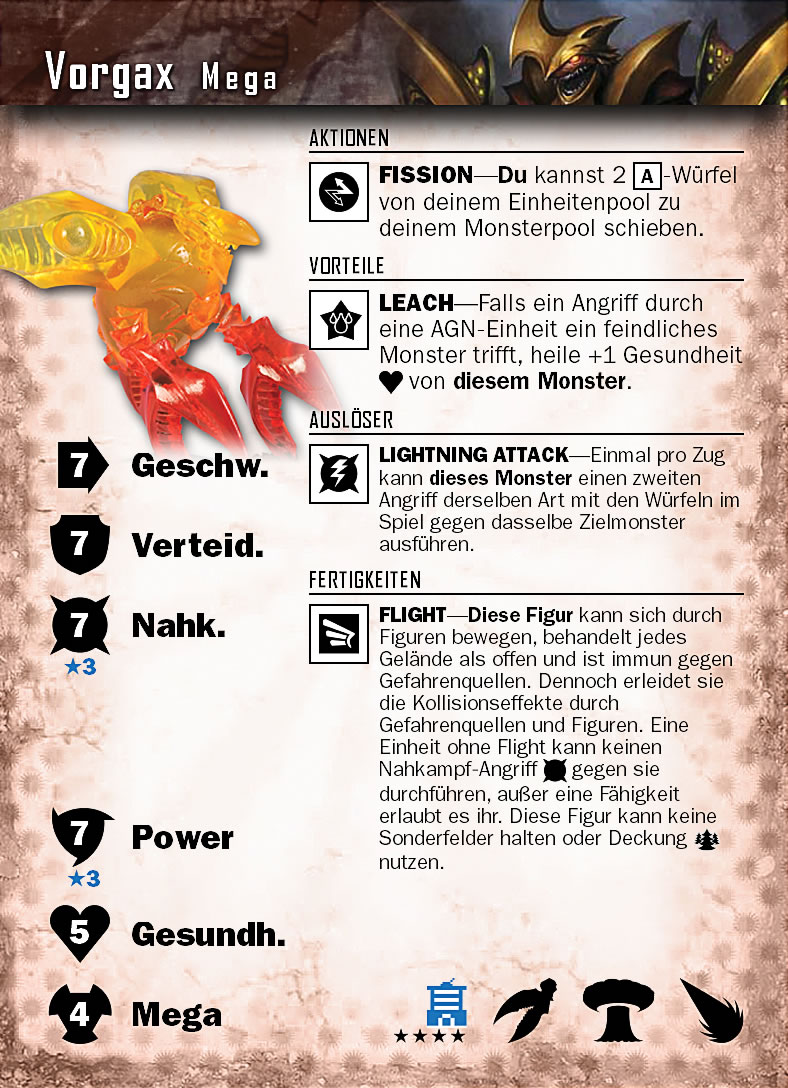 Vorgax Mega
AKTIONEN
FISSION—Du kannst 2 A-Würfel
von deinem Einheitenpool zu
deinem Monsterpool schieben.
VORTEILE
LEACH—Falls ein Angriff durch
eine AGN-Einheit ein feindliches
Monster trifft, heile +1 Gesundheit
von diesem Monster.
AUSLÖSER
LIGHTNING ATTACK—Einmal pro Zug
kann dieses Monster einen zweiten
Angriff derselben Art mit den Würfeln im
Spiel gegen dasselbe Zielmonster
ausführen.
FERTIGKEITEN
FLIGHT—Diese Figur kann sich durch
Figuren bewegen, behandelt jedes
Gelände als offen und ist immun gegen
Gefahrenquellen. Dennoch erleidet sie
die Kollisionseffekte durch
Gefahrenquellen und Figuren. Eine
Einheit ohne Flight kann keinen
Nahkampf-Angriff gegen sie
durchführen, außer eine Fähigkeit
erlaubt es ihr. Diese Figur kann keine
Sonderfelder halten oder Deckung
nutzen.
7 Geschw.
7 Verteid.
7 Nahk.
★3
7 Power
★3
5 Gesundh.
4 Mega
★★★★